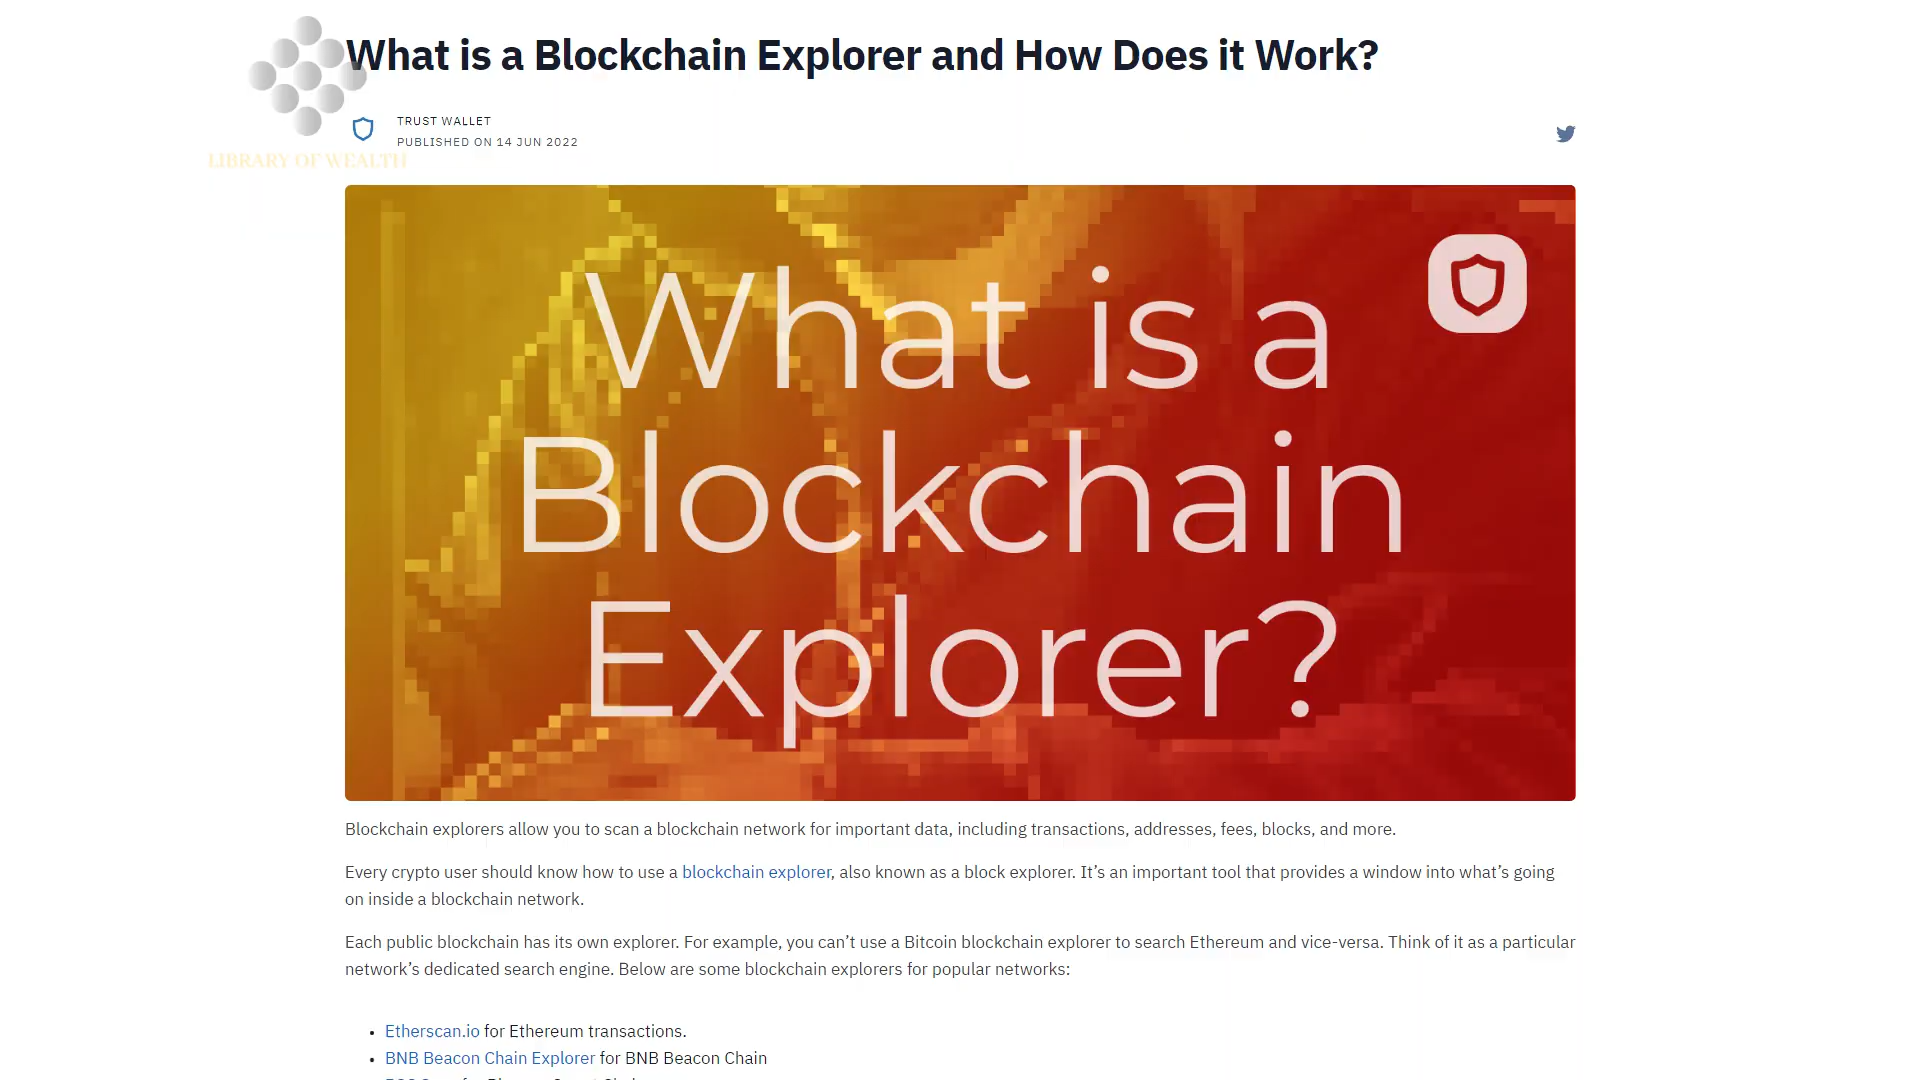 What is a Blockchain Explorer and How Does it Work?
TRUST WALLET
PUBLISHED ON 14 JUN 2022
LIBRARY OF WEALTH
What is a
Blockchain
Explorer?
Blockchain explorers allow you to scan a blockchain network for important data, including transactions, addresses, fees, blocks, and more.
Every crypto user should know how to use a blockchain explorer, also known as a block explorer. It’s an important tool that provides a window into what’s going
on inside a blockchain network.
Each public blockchain has its own explorer. For example, you can’t use a Bitcoin blockchain explorer to search Ethereum and vice-versa. Think of it as a particular
network’s dedicated search engine. Below are some blockchain explorers for popular networks:
• Etherscan.io for Ethereum transactions.
• BNB Beacon Chain Explorer for BNB Beacon Chain